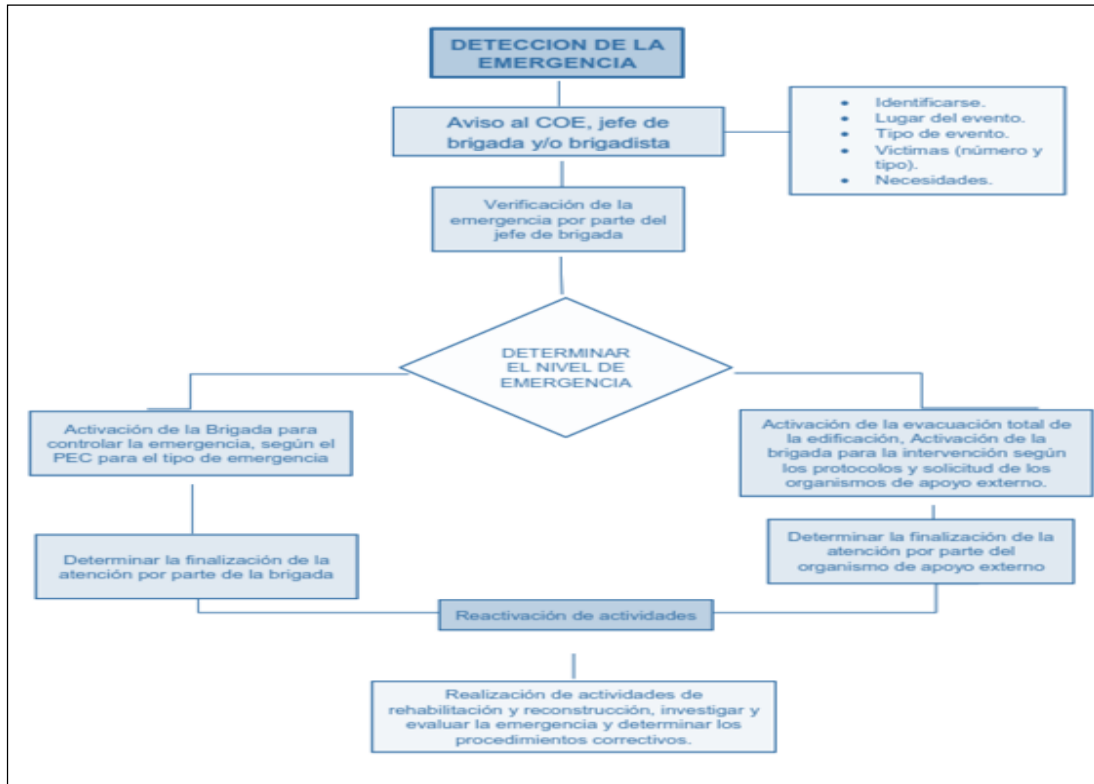 DETECCION DE LA
EMERGENCIA
Aviso al COE, jefe de
brigada y/o brigadista
• Identificarse.
• Lugar del evento.
• Tipo de evento.
• Victimas (número y
tipo).
• Necesidades.
Verificación de la
emergencia por parte del
jefe de brigada
DETERMINAR
EL NIVEL DE
EMERGENCIA
Activación de la Brigada para
controlar la emergencia, según el
PEC para el tipo de emergencia
Activación de la evacuación total de
la edificación, Activación de la
brigada para la intervención según
los protocolos y solicitud de los
organismos de apoyo externo.
Determinar la finalización de la
atención por parte de la brigada
Determinar la finalización de la
atención por parte del
organismo de apoyo externo
Reactivación de actividades
Realización de actividades de
rehabilitación y reconstrucción, investigar y
evaluar la emergencia y determinar los
procedimientos correctivos.